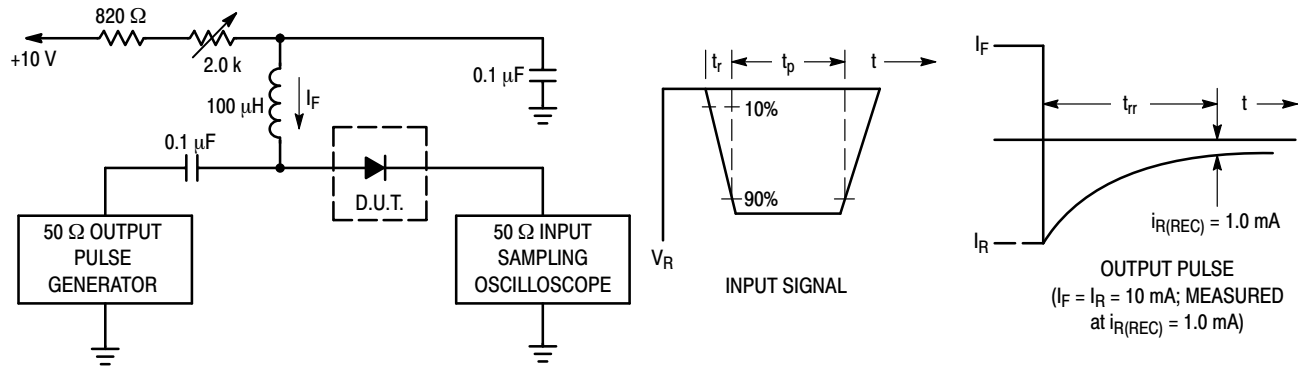 820 Ω
+10 V
2.0 k
100 μH
I_F
0.1 μF
0.1 μF
D.U.T.
50 Ω OUTPUT
PULSE
GENERATOR
50 Ω INPUT
SAMPLING
OSCILLOSCOPE
t_r
t_p
t
10%
90%
V_R
INPUT SIGNAL
I_F
t_rr
t
I_R
i_R(REC) = 1.0 mA
OUTPUT PULSE
(I_F = I_R = 10 mA; MEASURED
at i_R(REC) = 1.0 mA)